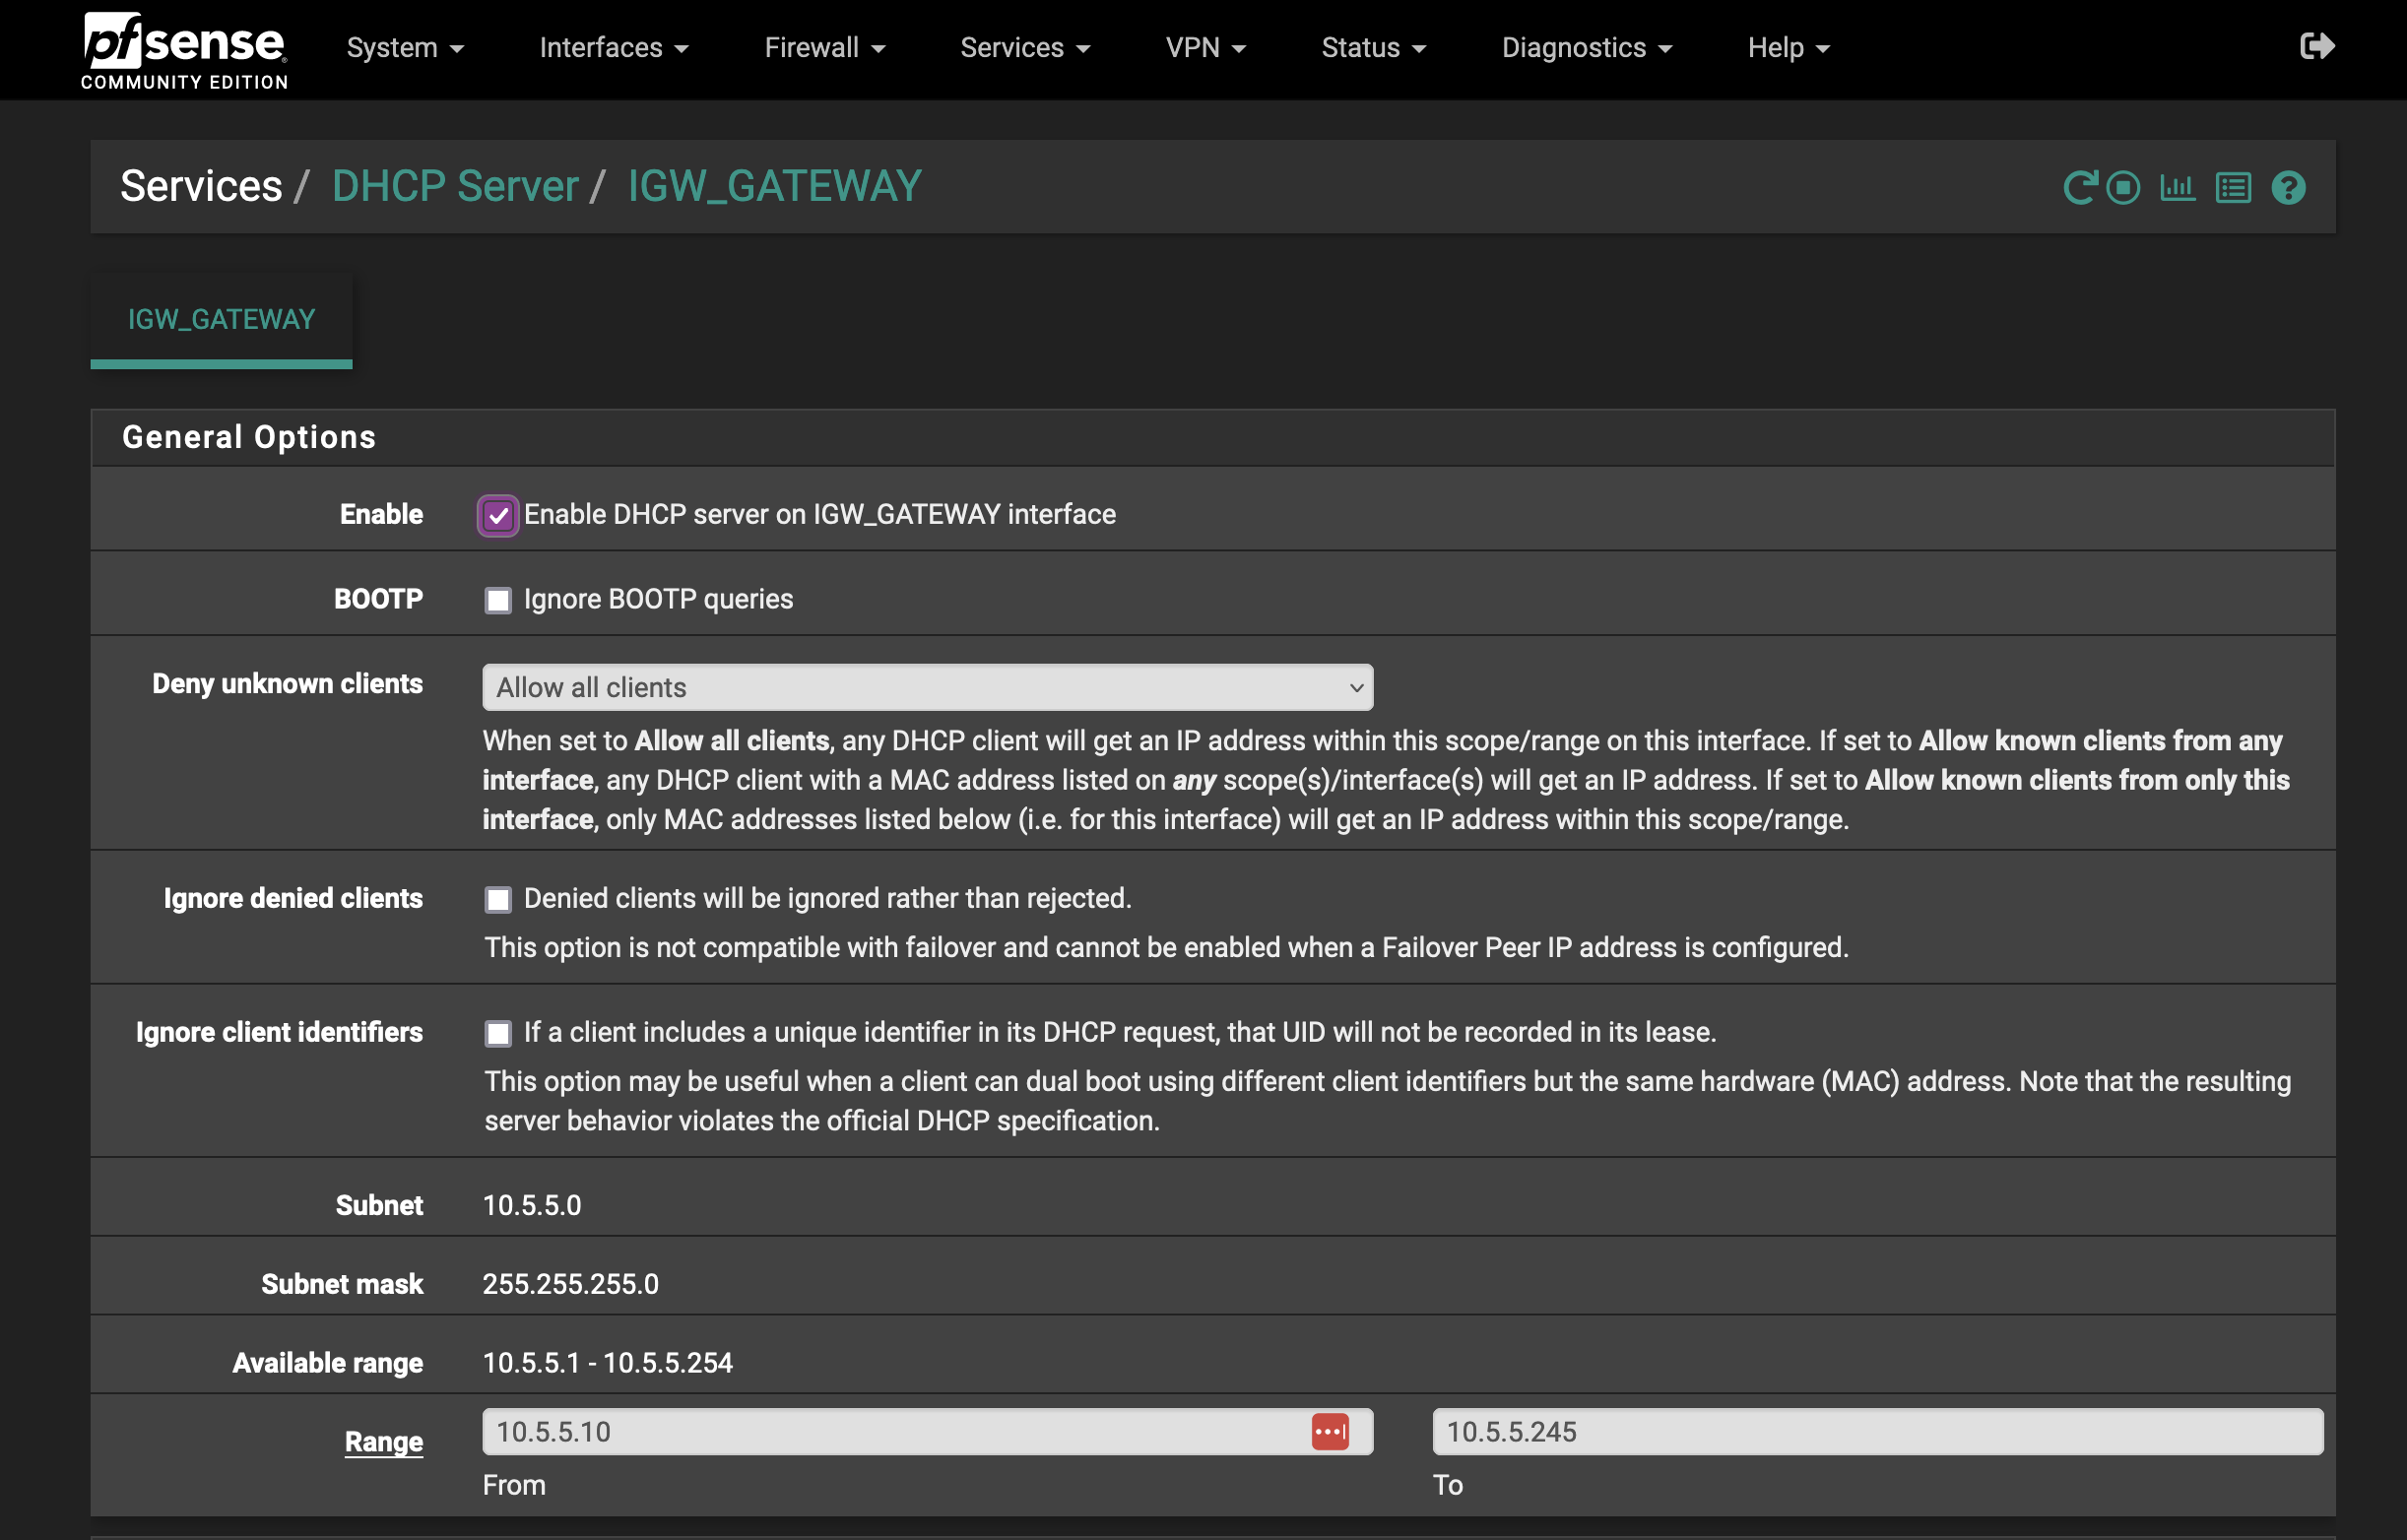 pfsense
COMMUNITY EDITION
System
Interfaces
Firewall
Services
VPN
Status
Diagnostics
Help
Services / DHCP Server / IGW_GATEWAY
IGW_GATEWAY
General Options
Enable
Enable DHCP server on IGW_GATEWAY interface
BOOTP
Ignore BOOTP queries
Deny unknown clients
Allow all clients
When set to Allow all clients, any DHCP client will get an IP address within this scope/range on this interface. If set to Allow known clients from any
interface, any DHCP client with a MAC address listed on any scope(s)/interface(s) will get an IP address. If set to Allow known clients from only this
interface, only MAC addresses listed below (i.e. for this interface) will get an IP address within this scope/range.
Ignore denied clients
Denied clients will be ignored rather than rejected.
This option is not compatible with failover and cannot be enabled when a Failover Peer IP address is configured.
Ignore client identifiers
If a client includes a unique identifier in its DHCP request, that UID will not be recorded in its lease.
This option may be useful when a client can dual boot using different client identifiers but the same hardware (MAC) address. Note that the resulting
server behavior violates the official DHCP specification.
Subnet
10.5.5.0
Subnet mask
255.255.255.0
Available range
10.5.5.1 - 10.5.5.254
Range
10.5.5.10
10.5.5.245
From
To